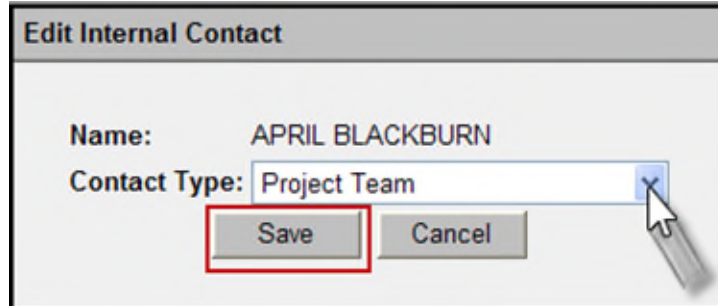 Edit Internal Contact
Name: APRIL BLACKBURN
Contact Type: Project Team
Save Cancel